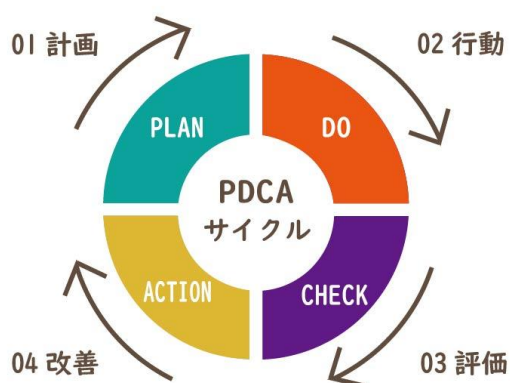 01 計画
02 行動
PLAN
DO
PDCA
サイクル
ACTION
CHECK
04 改善
03 評価